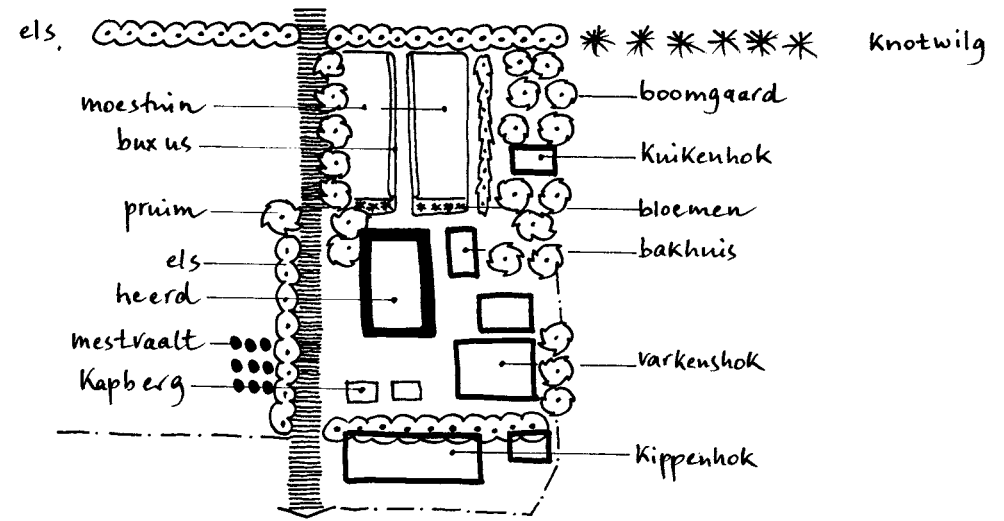 els.
Knotwilg
moestuin
boomgaard
buxus
Kuikenhok
pruim
bloemen
els
bakhuis
heerd
mestvaalt
varkenshok
Kapberg
Kippenhok